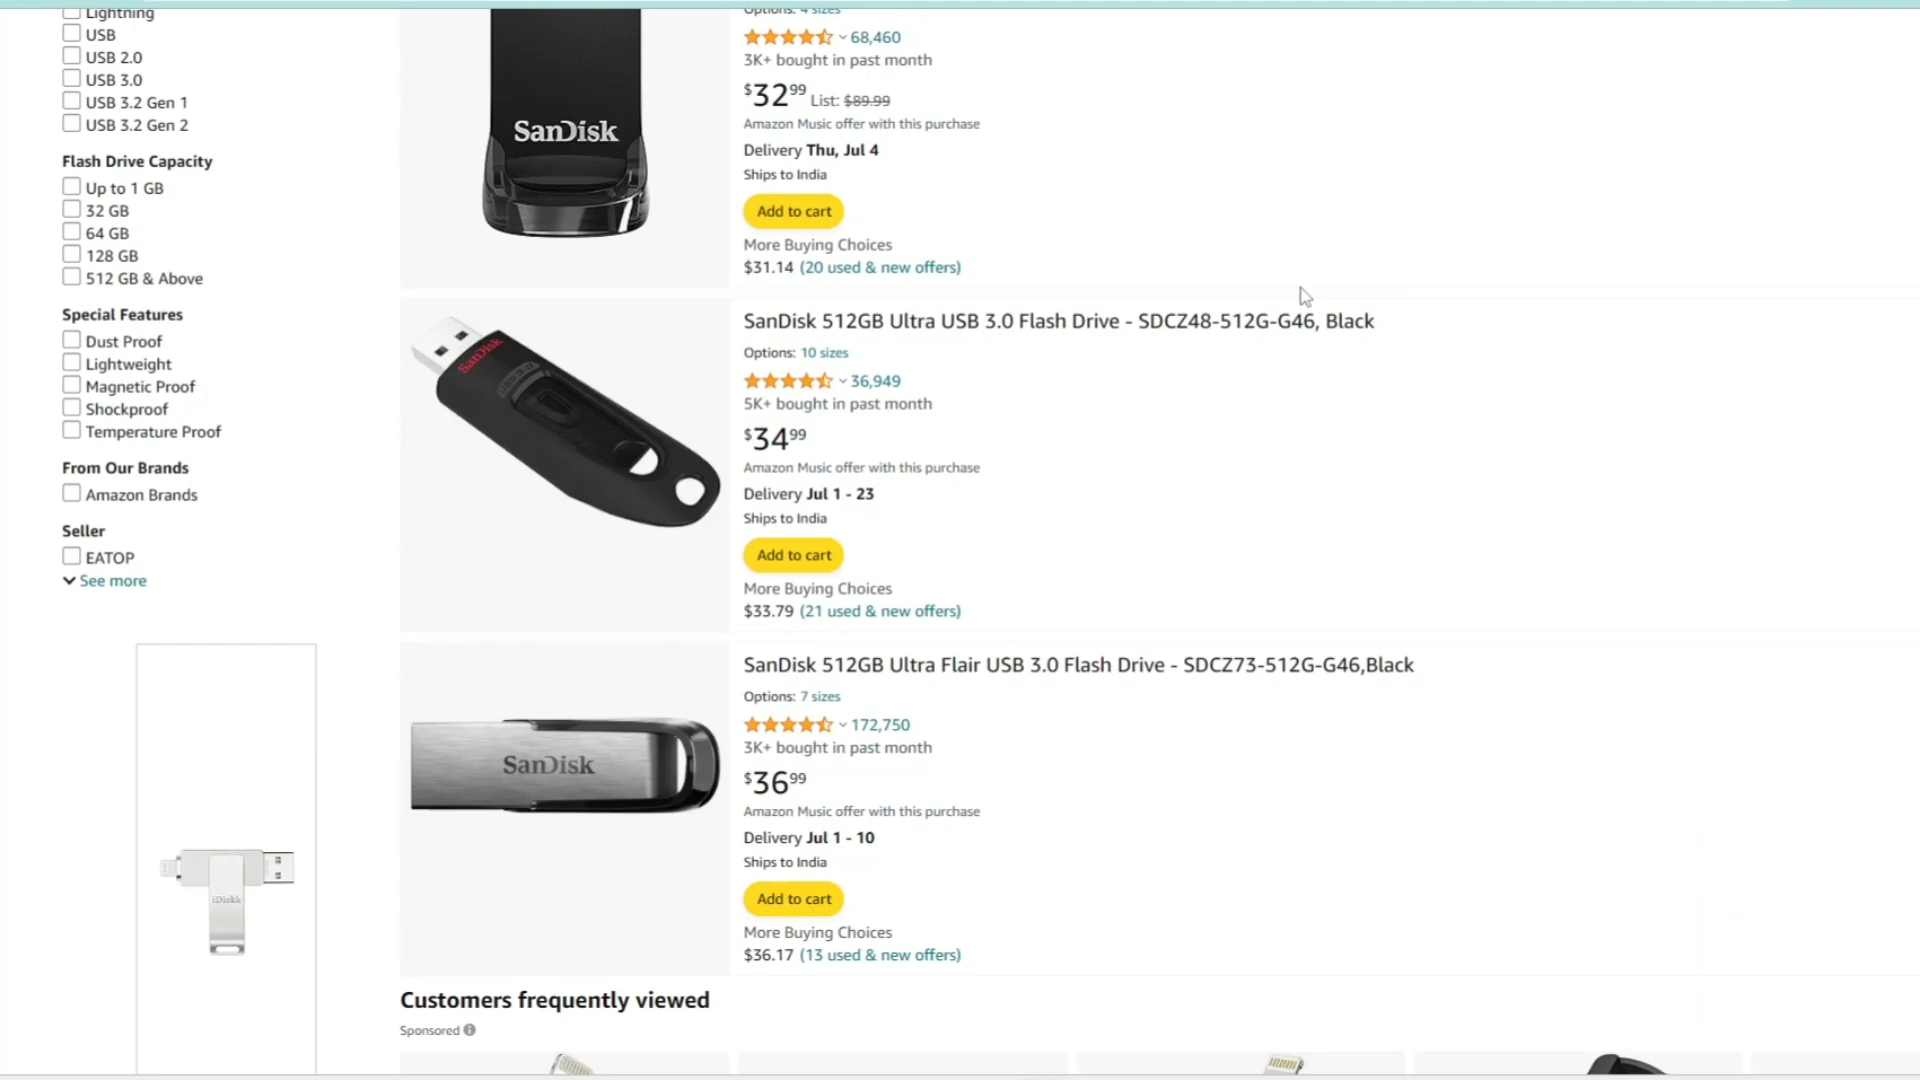 Lightning
USB
USB 2.0
USB 3.0
USB 3.2 Gen 1
USB 3.2 Gen 2
Flash Drive Capacity
Up to 1 GB
32 GB
64 GB
128 GB
512 GB & Above
Special Features
Dust Proof
Lightweight
Magnetic Proof
Shockproof
Temperature Proof
From Our Brands
Amazon Brands
Seller
EATOP
See more
iDiskk
SanDisk
Options: 4 sizes
68,460
3K+ bought in past month
$32.99 List: $89.99
Amazon Music offer with this purchase
Delivery Thu, Jul 4
Ships to India
Add to cart
More Buying Choices
$31.14 (20 used & new offers)
SanDisk
USB 3.0
SanDisk 512GB Ultra USB 3.0 Flash Drive - SDCZ48-512G-G46, Black
Options: 10 sizes
36,949
5K+ bought in past month
$34.99
Amazon Music offer with this purchase
Delivery Jul 1 - 23
Ships to India
Add to cart
More Buying Choices
$33.79 (21 used & new offers)
SanDisk
SanDisk 512GB Ultra Flair USB 3.0 Flash Drive - SDCZ73-512G-G46,Black
Options: 7 sizes
172,750
3K+ bought in past month
$36.99
Amazon Music offer with this purchase
Delivery Jul 1 - 10
Ships to India
Add to cart
More Buying Choices
$36.17 (13 used & new offers)
Customers frequently viewed
Sponsored